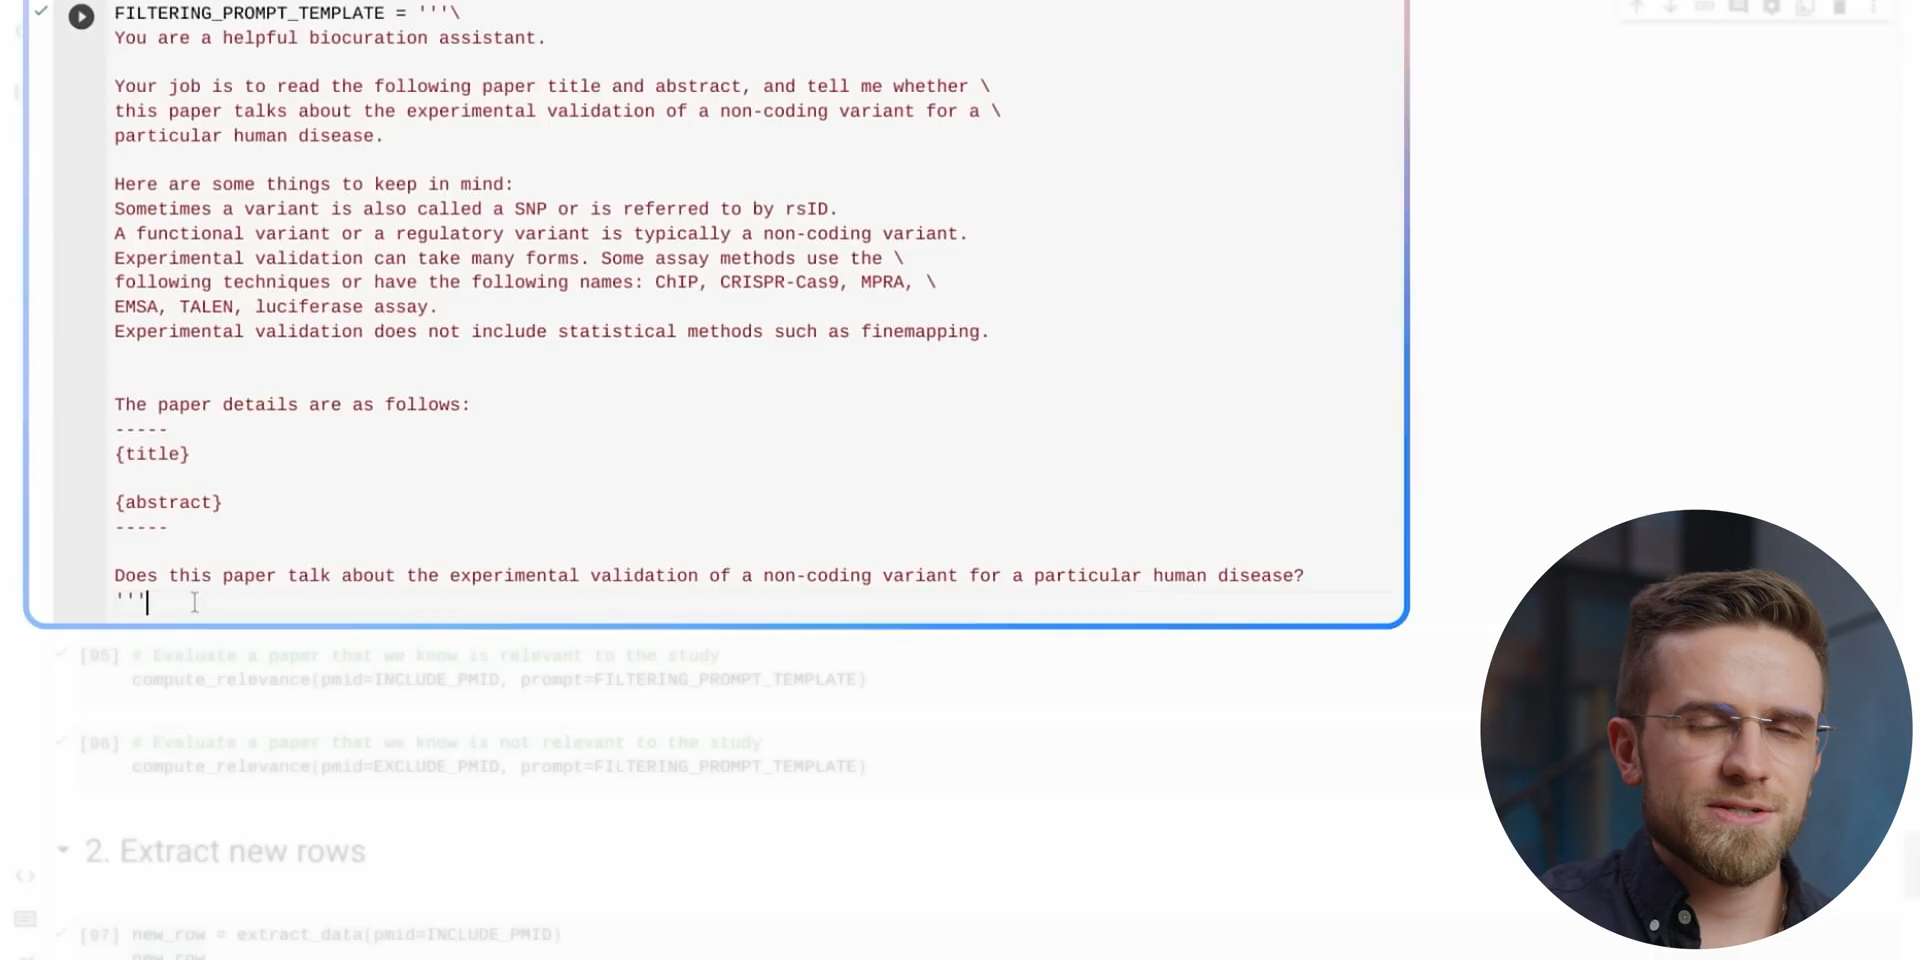 FILTERING_PROMPT_TEMPLATE = '''\
You are a helpful biocuration assistant.
Your job is to read the following paper title and abstract, and tell me whether \
this paper talks about the experimental validation of a non-coding variant for a \
particular human disease.
Here are some things to keep in mind:
Sometimes a variant is also called a SNP or is referred to by rsID.
A functional variant or a regulatory variant is typically a non-coding variant.
Experimental validation can take many forms. Some assay methods use the \
following techniques or have the following names: ChIP, CRISPR-Cas9, MPRA, \
EMSA, TALEN, luciferase assay.
Experimental validation does not include statistical methods such as finemapping.
The paper details are as follows:
-----
{title}
{abstract}
-----
Does this paper talk about the experimental validation of a non-coding variant for a particular human disease?
'''
[95] # Evaluate a paper that we know is relevant to the study
compute_relevance(pmid=INCLUDE_PMID, prompt=FILTERING_PROMPT_TEMPLATE)
[96] # Evaluate a paper that we know is not relevant to the study
compute_relevance(pmid=EXCLUDE_PMID, prompt=FILTERING_PROMPT_TEMPLATE)
2. Extract new rows
[97] new_row = extract_data(pmid=INCLUDE_PMID)
new_row